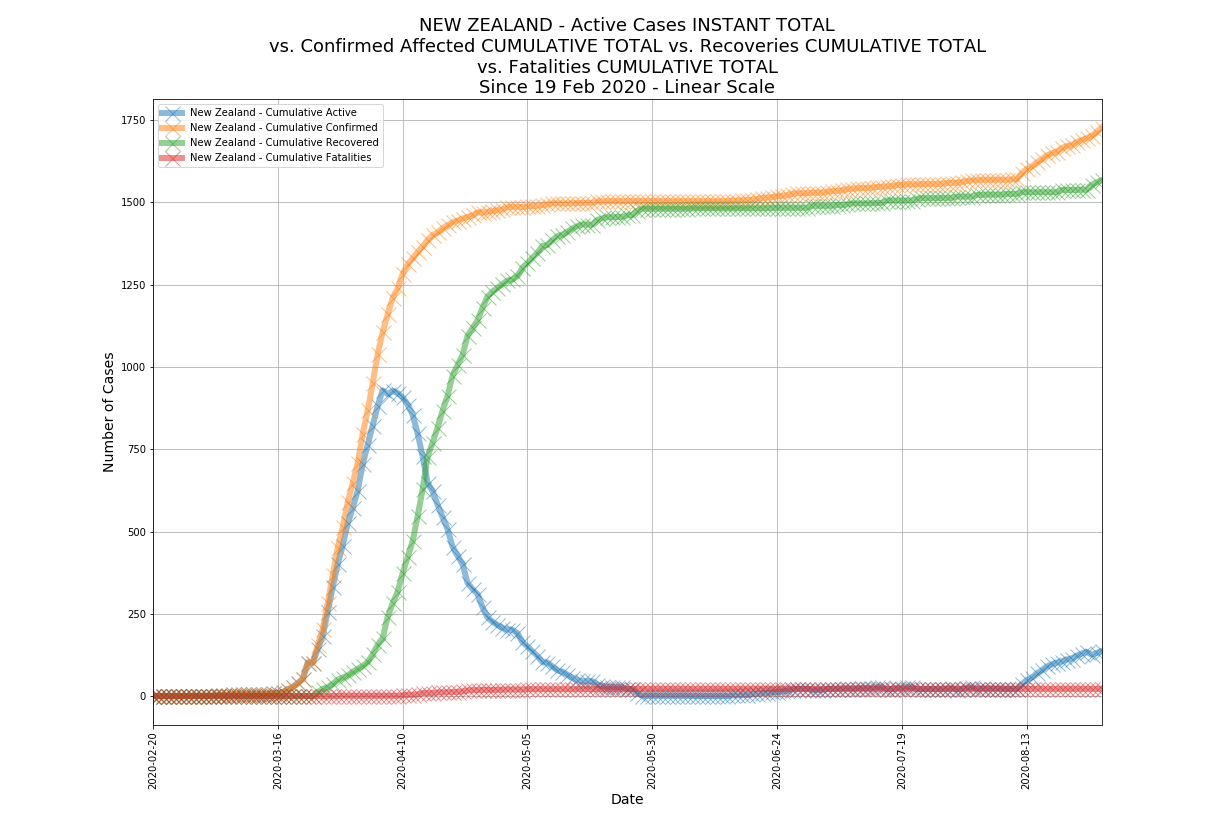 NEW ZEALAND - Active Cases INSTANT TOTAL
vs. Confirmed Affected CUMULATIVE TOTAL vs. Recoveries CUMULATIVE TOTAL
vs. Fatalities CUMULATIVE TOTAL
Since 19 Feb 2020 - Linear Scale
New Zealand - Cumulative Active
New Zealand - Cumulative Confirmed
New Zealand - Cumulative Recovered
New Zealand - Cumulative Fatalities
Number of Cases
1750
1500
1250
1000
750
500
250
0
2020-02-20
2020-03-16
2020-04-10
2020-05-05
2020-05-30
2020-06-24
2020-07-19
2020-08-13
Date